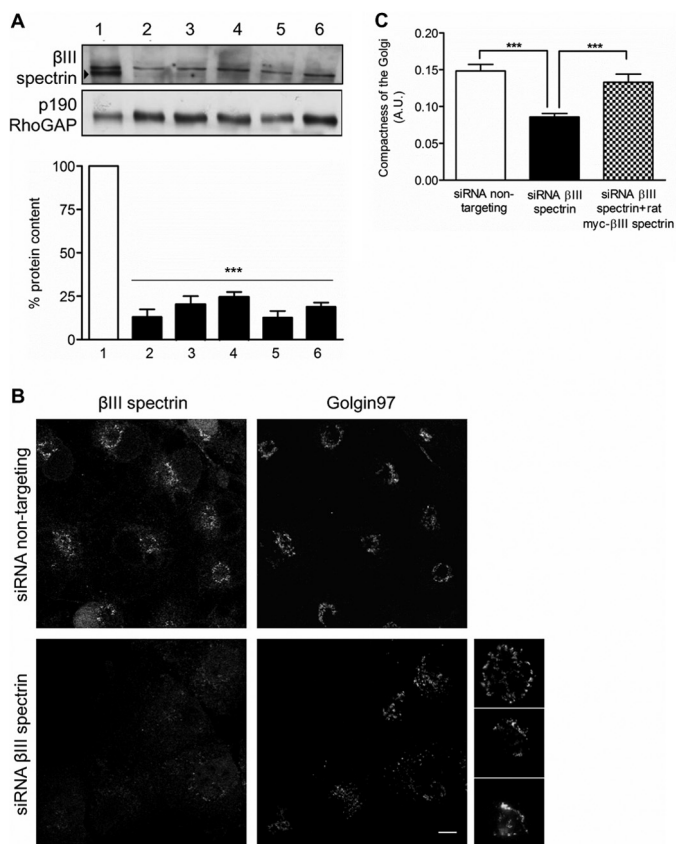 A
1 2 3 4 5 6
βIII
spectrin
p190
RhoGAP
100
75
50
25
0
% protein content
***
1 2 3 4 5 6
C
Compactness of the Golgi
(A.U.)
0.20
0.15
0.10
0.05
0.00
*** ***
siRNA non-
targeting
siRNA βIII
spectrin
siRNA βIII
spectrin+rat
myc-βIII spectrin
B
βIII spectrin Golgin97
siRNA non-targeting
siRNA βIII spectrin